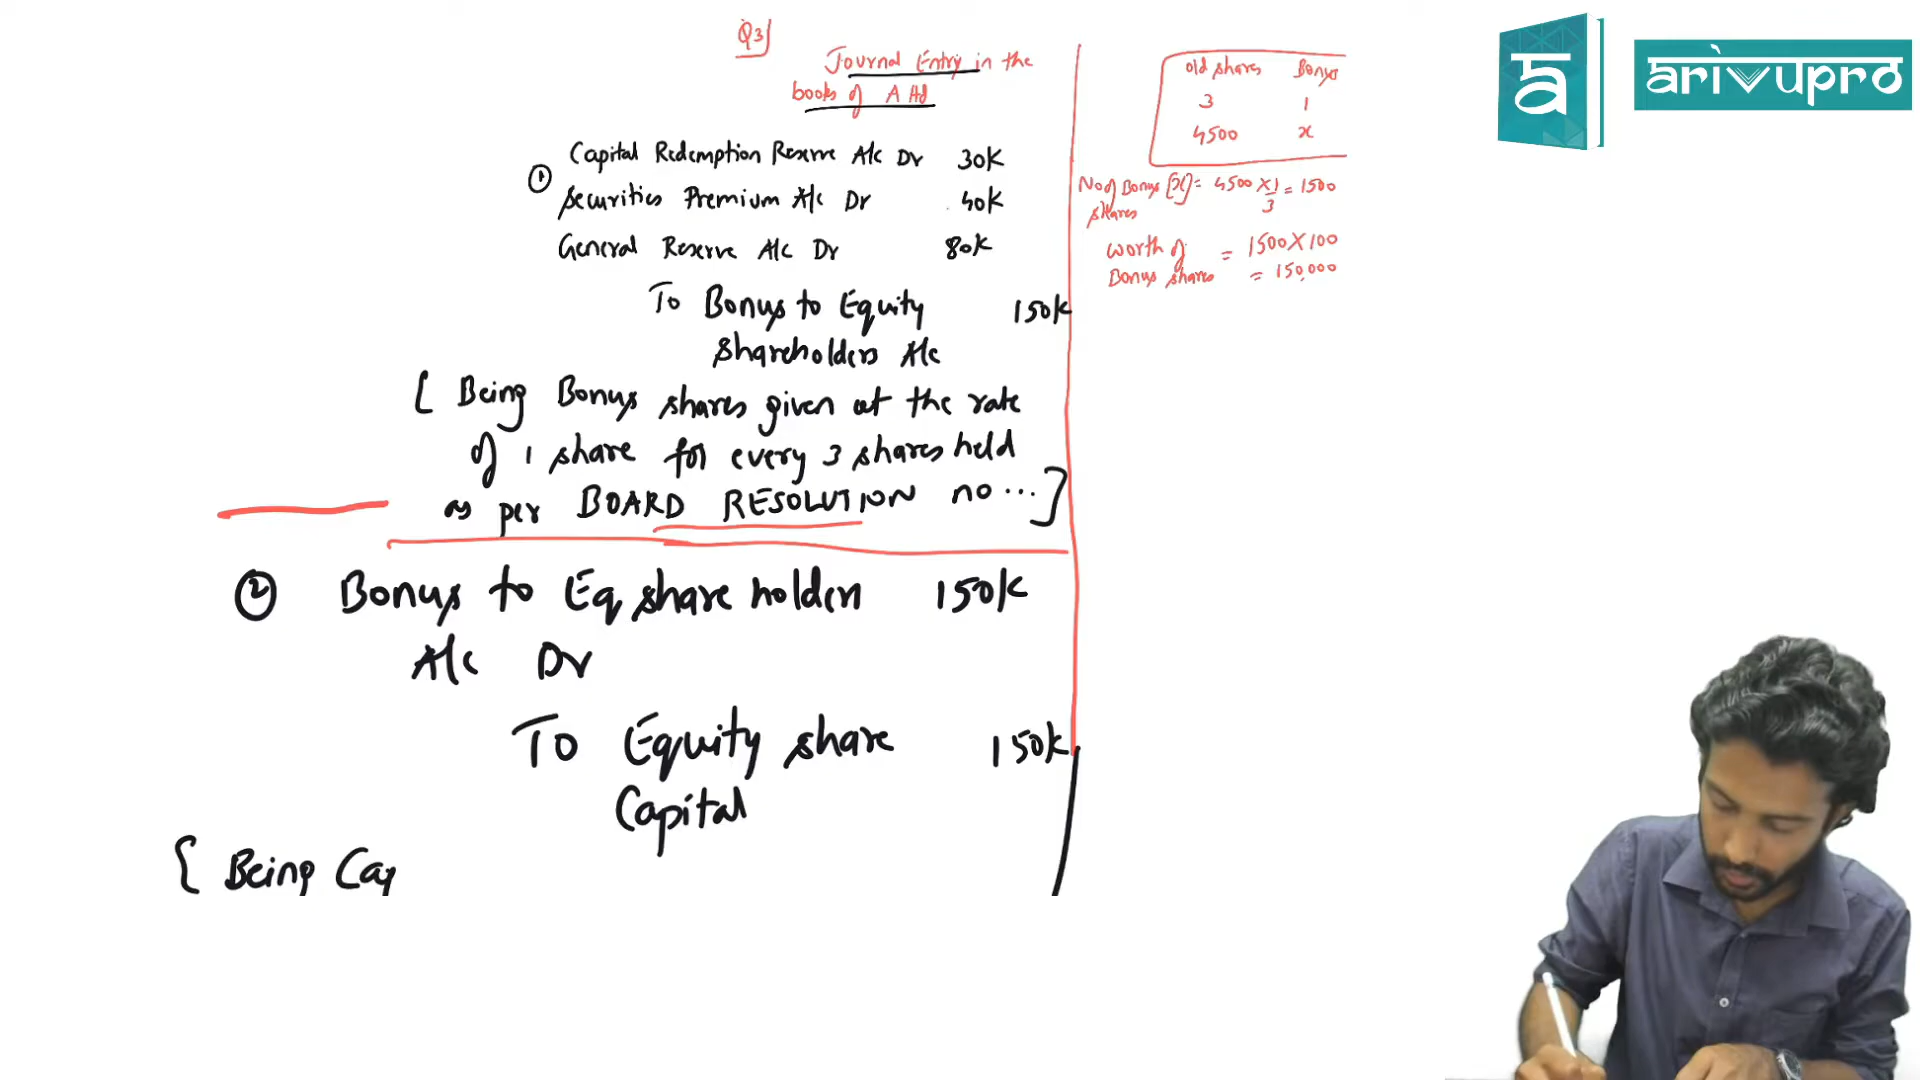 Q3
Journal Entry in the
books of A Ltd
① Capital Redemption Reserve A/c Dr 30K
Securities Premium A/c Dr 40K
General Reserve A/c Dr 80K
To Bonus to Equity 150K
Shareholders A/c
[ Being Bonus shares given at the rate
of 1 share for every 3 shares held
as per BOARD RESOLUTION no ... ]
② Bonus to Eq share holders 150K
A/c Dr
To Equity share 150K
Capital
{ Being Cap
old shares Bonus
3 1
4500 x
No of Bonus [x] = 4500 X 1/3 = 1500
shares
worth of = 1500 X 100
Bonus shares = 150,000
a
arivupro